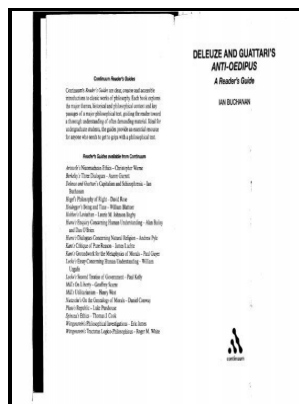 Continuum Reader's Guides
Continuum's Reader's Guides are clear, concise and accessible
introductions to classic works of philosophy. Each book explores
the major themes, historical and philosophical context and key
passages of a major philosophical text, guiding the reader toward
a thorough understanding of often demanding material. Ideal for
undergraduate students, the guides provide an essential resource
for anyone who needs to get to grips with a philosophical text.
Reader's Guides available from Continuum
Aristotle's Nicomachean Ethics – Christopher Warne
Berkeley's Three Dialogues – Aaron Garrett
Deleuze and Guattari's Capitalism and Schizophrenia – Ian
Buchanan
Hegel's Philosophy of Right – David Rose
Heidegger's Being and Time – William Blattner
Hobbes's Leviathan – Laurie M. Johnson Bagby
Hume's Enquiry Concerning Human Understanding – Alan Bailey
and Dan O'Brien
Hume's Dialogues Concerning Natural Religion – Andrew Pyle
Kant's Critique of Pure Reason – James Luchte
Kant's Groundwork for the Metaphysics of Morals – Paul Guyer
Locke's Essay Concerning Human Understanding – William
Uzgalis
Locke's Second Treatise of Government – Paul Kelly
Mill's On Liberty – Geoffrey Scarre
Mill's Utilitarianism – Henry West
Nietzsche's On the Genealogy of Morals – Daniel Conway
Plato's Republic – Luke Purshouse
Spinoza's Ethics – Thomas J. Cook
Wittgenstein's Philosophical Investigations – Eric James
Wittgenstein's Tractatus Logico-Philosophicus – Roger M. White
DELEUZE AND GUATTARI'S
ANTI-OEDIPUS
A Reader's Guide
IAN BUCHANAN
continuum